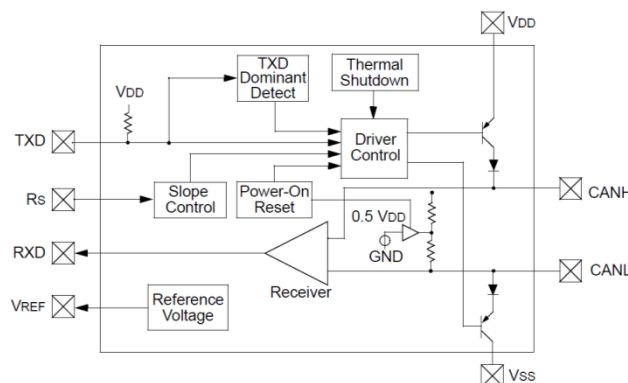 VDD
TXD
Dominant
Detect
Thermal
Shutdown
VDD
TXD
Driver
Control
RS
Slope
Control
Power-On
Reset
CANH
0.5 VDD
GND
RXD
Receiver
CANL
VREF
Reference
Voltage
VSS